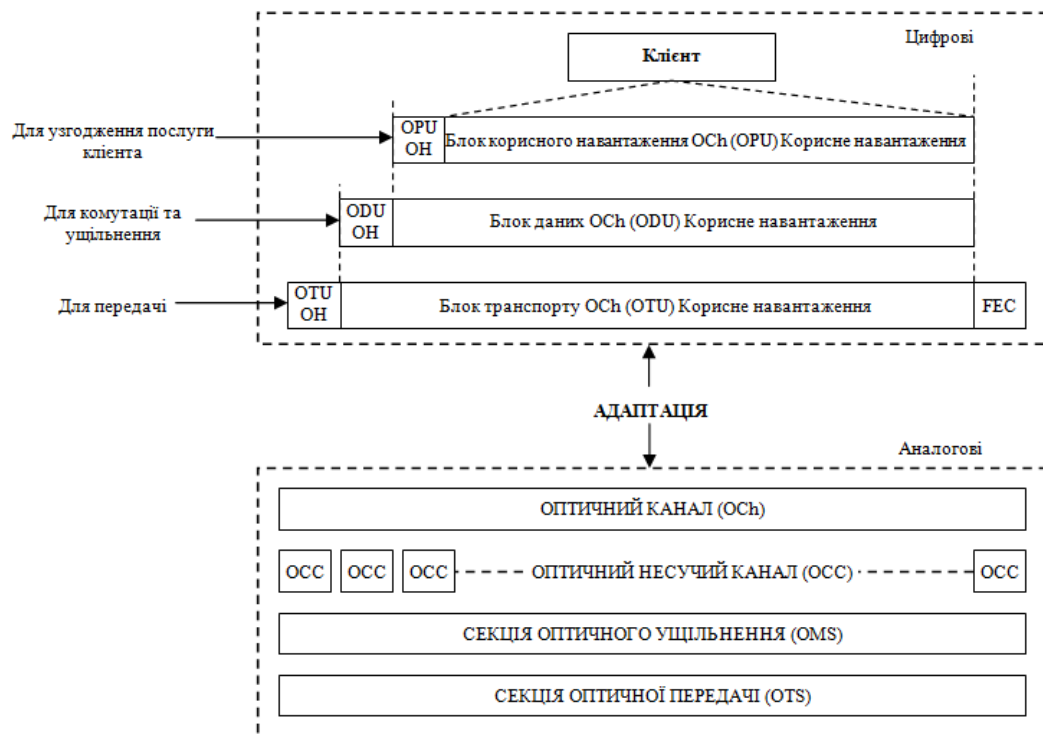 Цифрові
Клієнт
Для узгодження послуги
клієнта
OPU
OH
Блок корисного навантаження OCh (OPU) Корисне навантаження
Для комутації та
ущільнення
ODU
OH
Блок даних OCh (ODU) Корисне навантаження
Для передачі
OTU
OH
Блок транспорту OCh (OTU) Корисне навантаження
FEC
АДАПТАЦІЯ
Аналогові
ОПТИЧНИЙ КАНАЛ (OCh)
OCC
OCC
OCC
ОПТИЧНИЙ НЕСУЧИЙ КАНАЛ (OCC)
OCC
СЕКЦІЯ ОПТИЧНОГО УЩІЛЬНЕННЯ (OMS)
СЕКЦІЯ ОПТИЧНОЇ ПЕРЕДАЧІ (OTS)